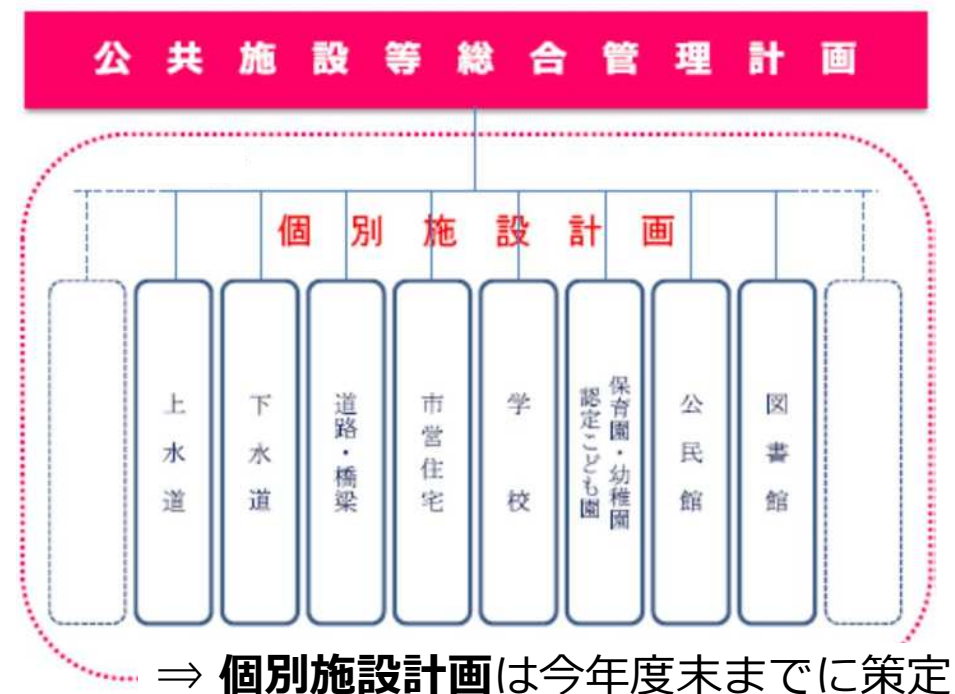 公共施設等総合管理計画
個別施設計画
上水道
下水道
道路・橋梁
市営住宅
学校
保育園・幼稚園
認定こども園
公民館
図書館
⇒ 個別施設計画は今年度末までに策定